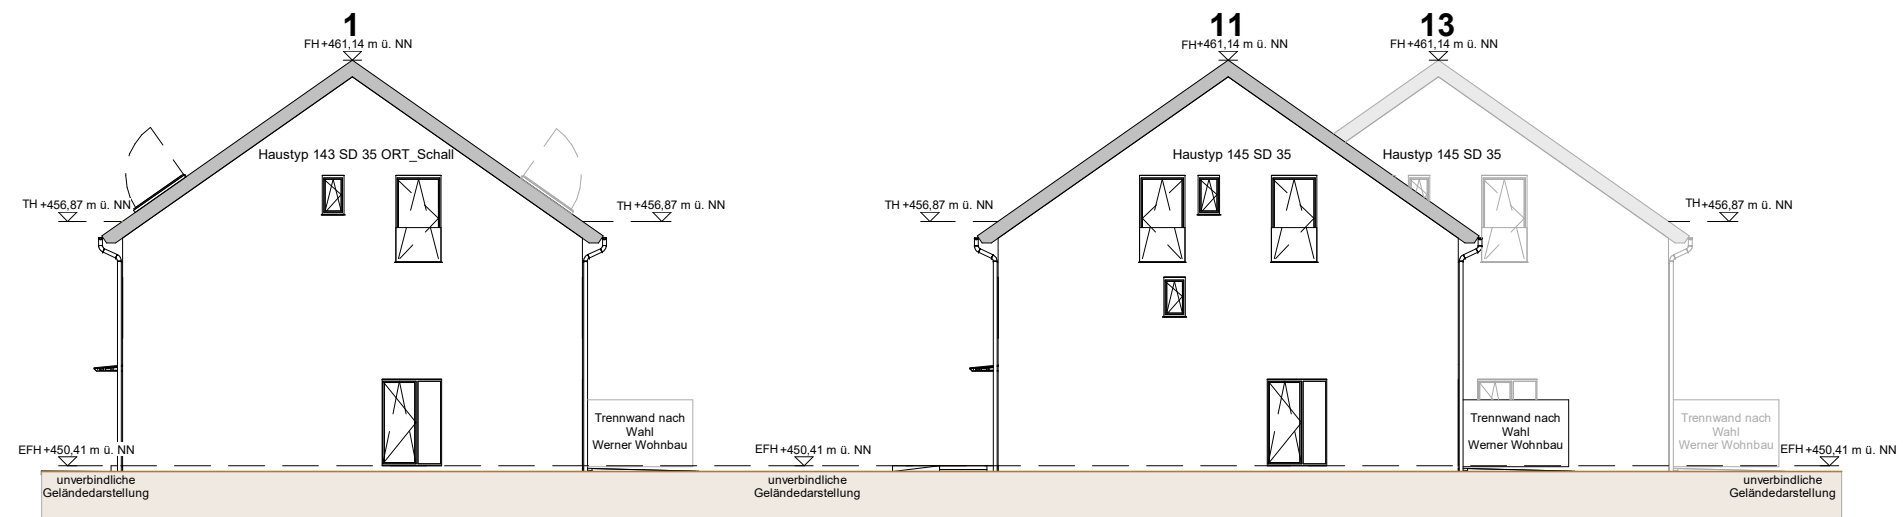 1
FH +461,14 m ü. NN
11
FH +461,14 m ü. NN
13
FH +461,14 m ü. NN
Haustyp 143 SD 35 ORT_Schall
Haustyp 145 SD 35
Haustyp 145 SD 35
TH +456,87 m ü. NN
TH +456,87 m ü. NN
TH +456,87 m ü. NN
TH +456,87 m ü. NN
Trennwand nach
Wahl
Werner Wohnbau
Trennwand nach
Wahl
Werner Wohnbau
Trennwand nach
Wahl
Werner Wohnbau
EFH +450,41 m ü. NN
EFH +450,41 m ü. NN
EFH +450,41 m ü. NN
unverbindliche
Geländedarstellung
unverbindliche
Geländedarstellung
unverbindliche
Geländedarstellung